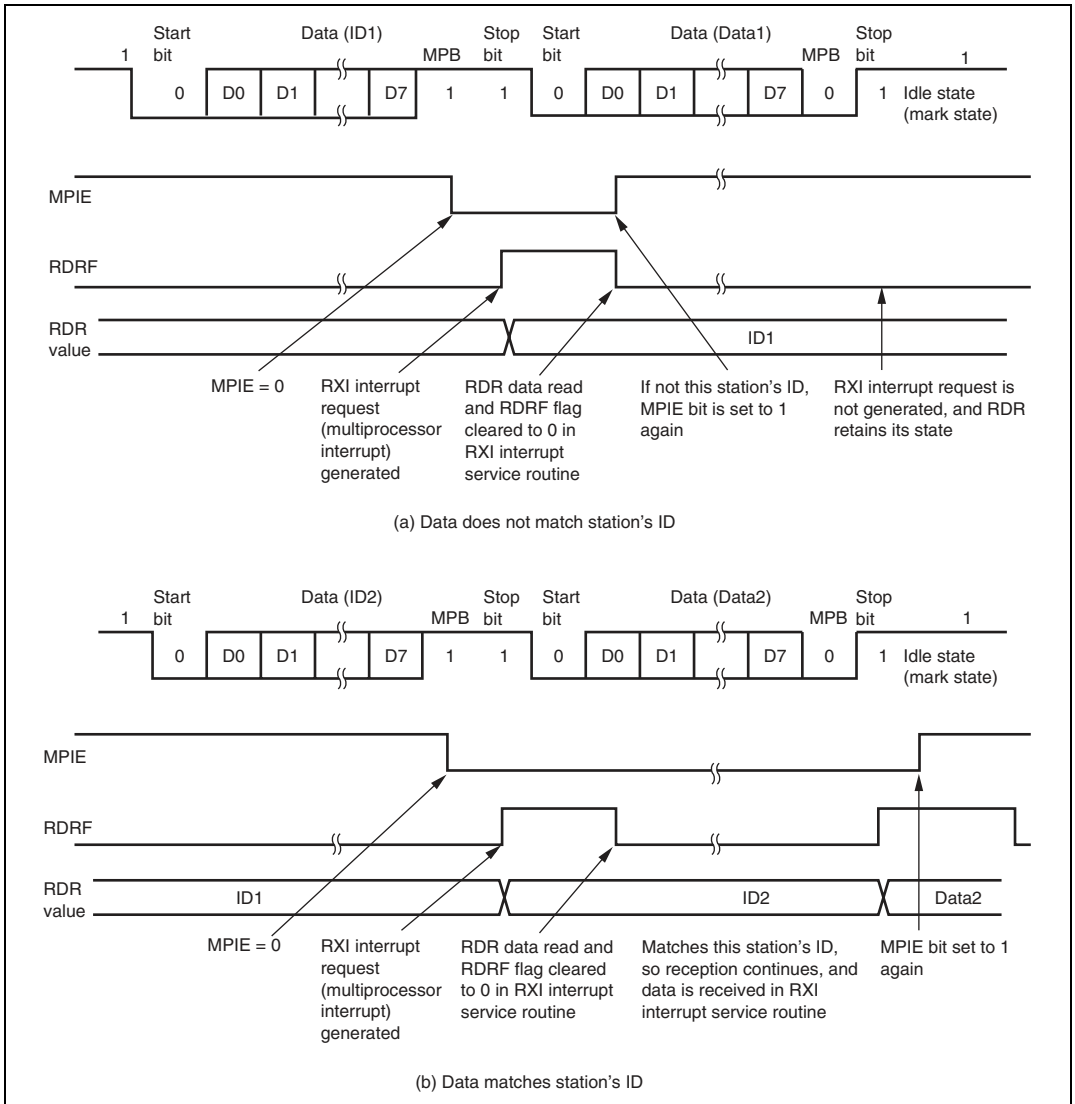 Start Data (ID1) Stop Start Data (Data1) Stop
1 bit MPB bit bit MPB bit 1
0 D0 D1 D7 1 1 0 D0 D1 D7 0 1 Idle state
(mark state)
MPIE
RDRF
RDR
value
ID1
MPIE = 0
RXI interrupt
request
(multiprocessor
interrupt)
generated
RDR data read
and RDRF flag
cleared to 0 in
RXI interrupt
service routine
If not this station's ID,
MPIE bit is set to 1
again
RXI interrupt request is
not generated, and RDR
retains its state
(a) Data does not match station's ID
Start Data (ID2) Stop Start Data (Data2) Stop
1 bit MPB bit bit MPB bit 1
0 D0 D1 D7 1 1 0 D0 D1 D7 0 1 Idle state
(mark state)
MPIE
RDRF
RDR
value
ID1 ID2 Data2
MPIE = 0
RXI interrupt
request
(multiprocessor
interrupt)
generated
RDR data read and
RDRF flag cleared
to 0 in RXI interrupt
service routine
Matches this station's ID,
so reception continues, and
data is received in RXI
interrupt service routine
MPIE bit set to 1
again
(b) Data matches station's ID